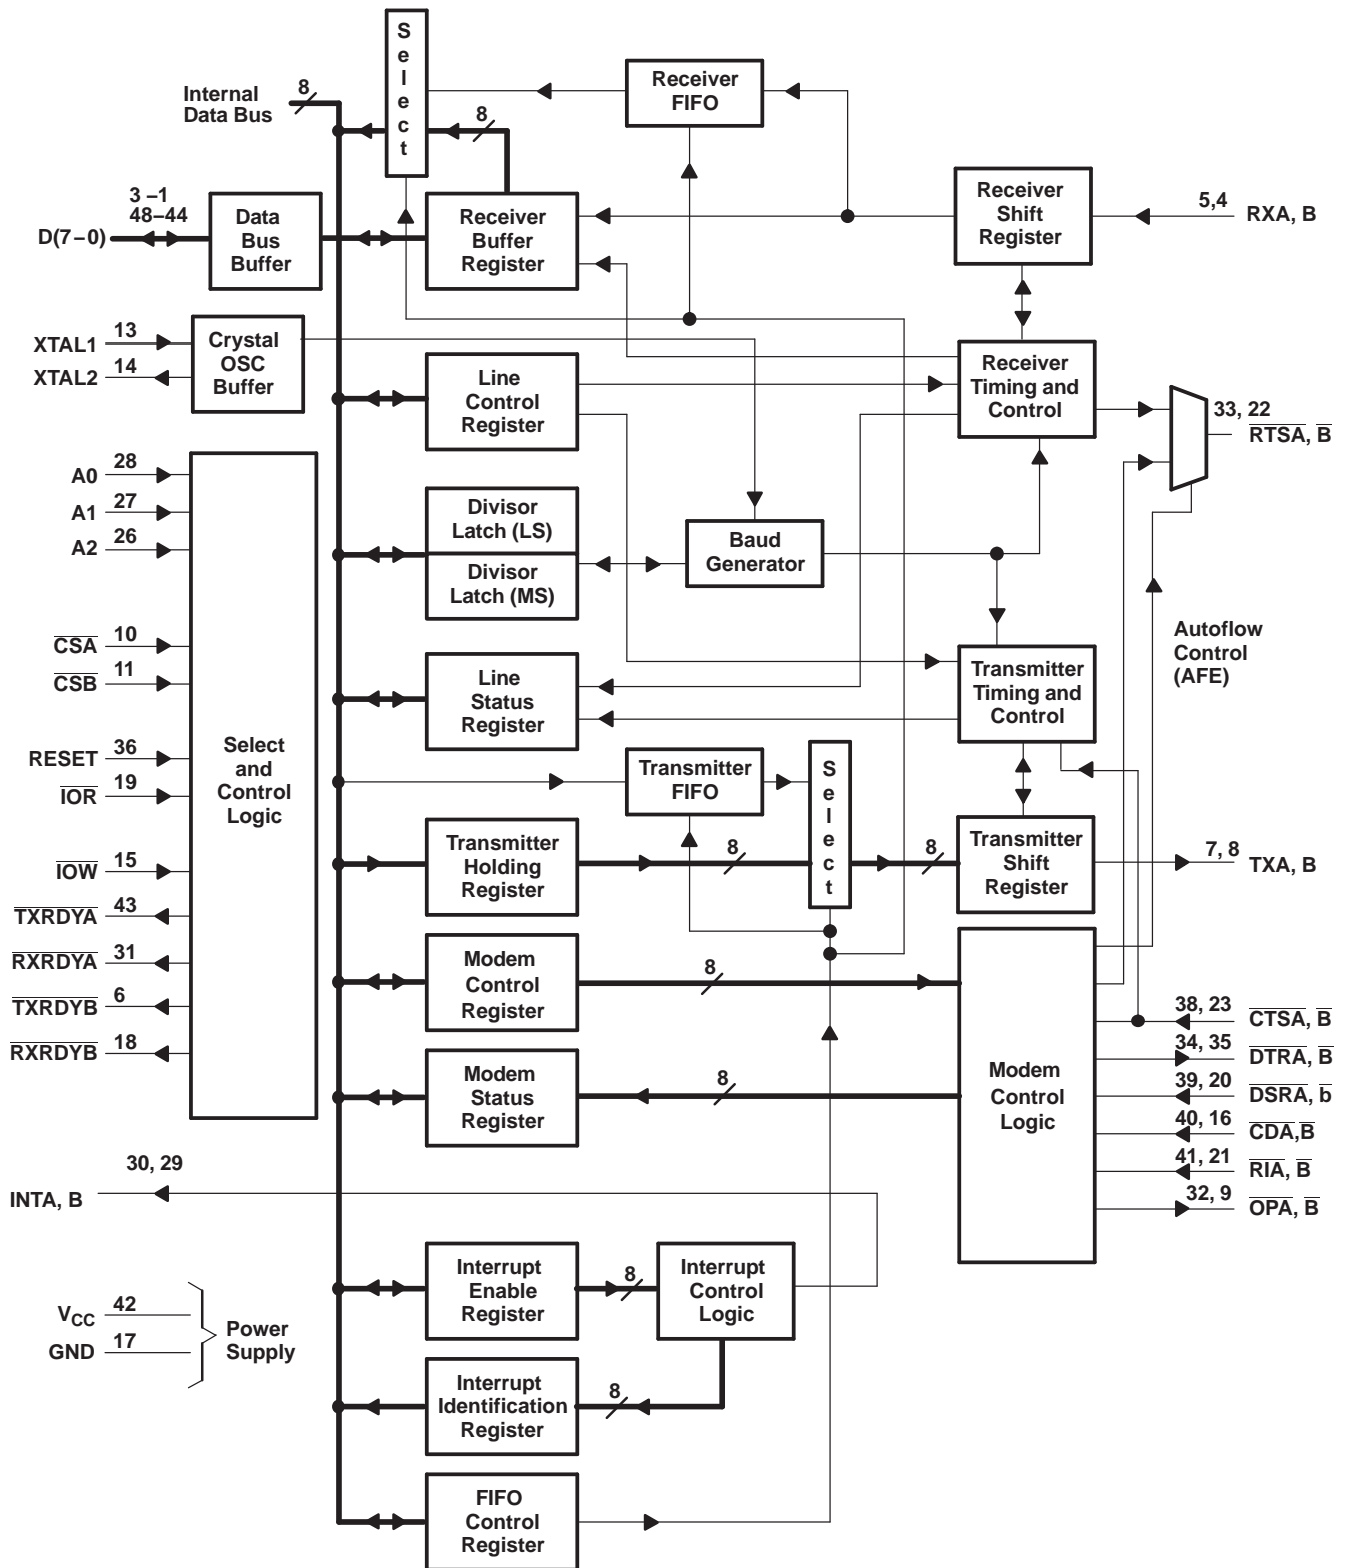 S
e
l
e
c
t
Internal
Data Bus
8
8
Receiver
FIFO
3 –1
48–44
D(7–0)
Data
Bus
Buffer
Receiver
Buffer
Register
Receiver
Shift
Register
5,4
RXA, B
XTAL1
13
XTAL2
14
Crystal
OSC
Buffer
Line
Control
Register
Receiver
Timing and
Control
33, 22
RTSA, B
A0
28
A1
27
A2
26
Divisor
Latch (LS)
Divisor
Latch (MS)
Baud
Generator
CSA
10
CSB
11
Line
Status
Register
Transmitter
Timing and
Control
Autoflow
Control
(AFE)
RESET
36
IOR
19
IOW
15
TXRDYA
43
RXRDYA
31
TXRDYB
6
RXRDYB
18
Select
and
Control
Logic
Transmitter
FIFO
S
e
l
e
c
t
Transmitter
Holding
Register
8
8
Transmitter
Shift
Register
7, 8
TXA, B
Modem
Control
Register
8
Modem
Status
Register
8
Modem
Control
Logic
38, 23
CTSA, B
34, 35
DTRA, B
39, 20
DSRA, b
40, 16
CDA,B
41, 21
RIA, B
32, 9
OPA, B
30, 29
INTA, B
Interrupt
Enable
Register
8
Interrupt
Control
Logic
VCC
42
GND
17
Power
Supply
Interrupt
Identification
Register
8
FIFO
Control
Register